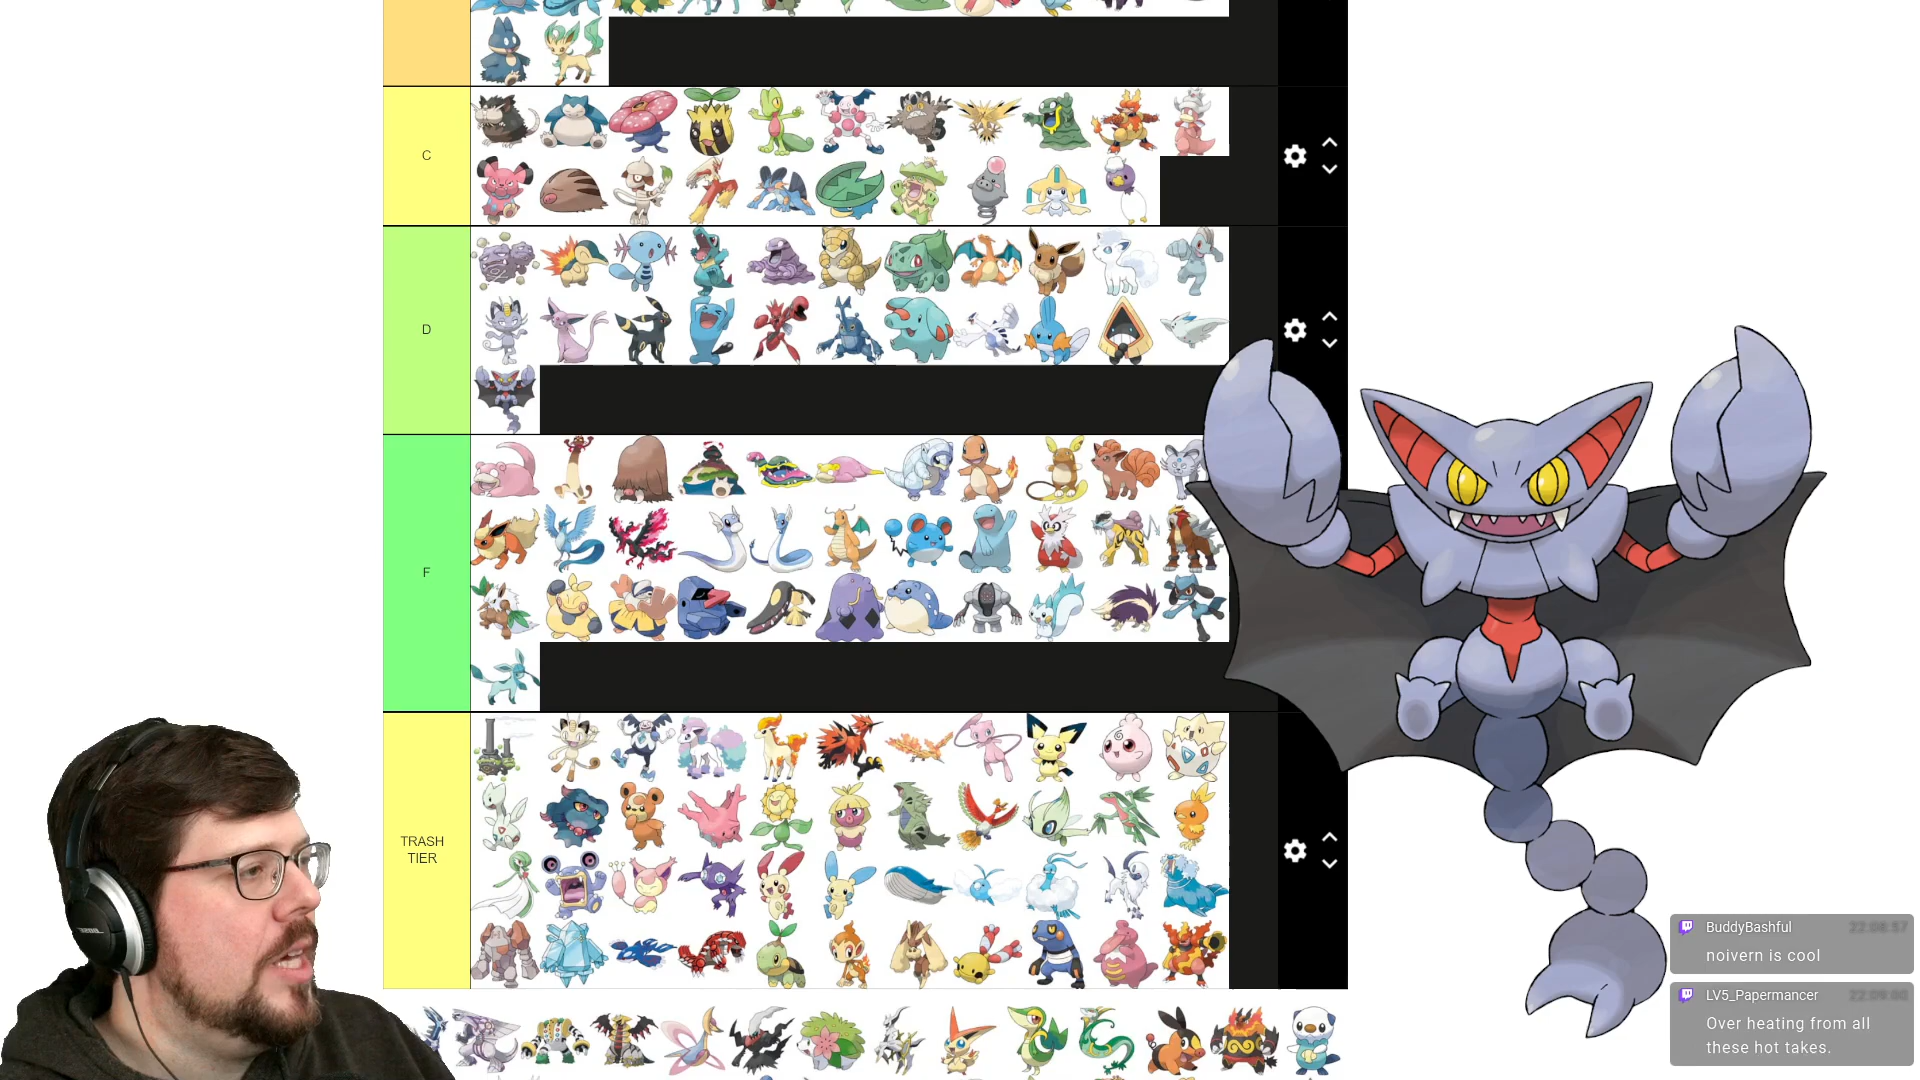 C
D
F
TRASH
TIER
BuddyBashful
noivern is cool
LV5_Papermancer
Over heating from all
these hot takes.